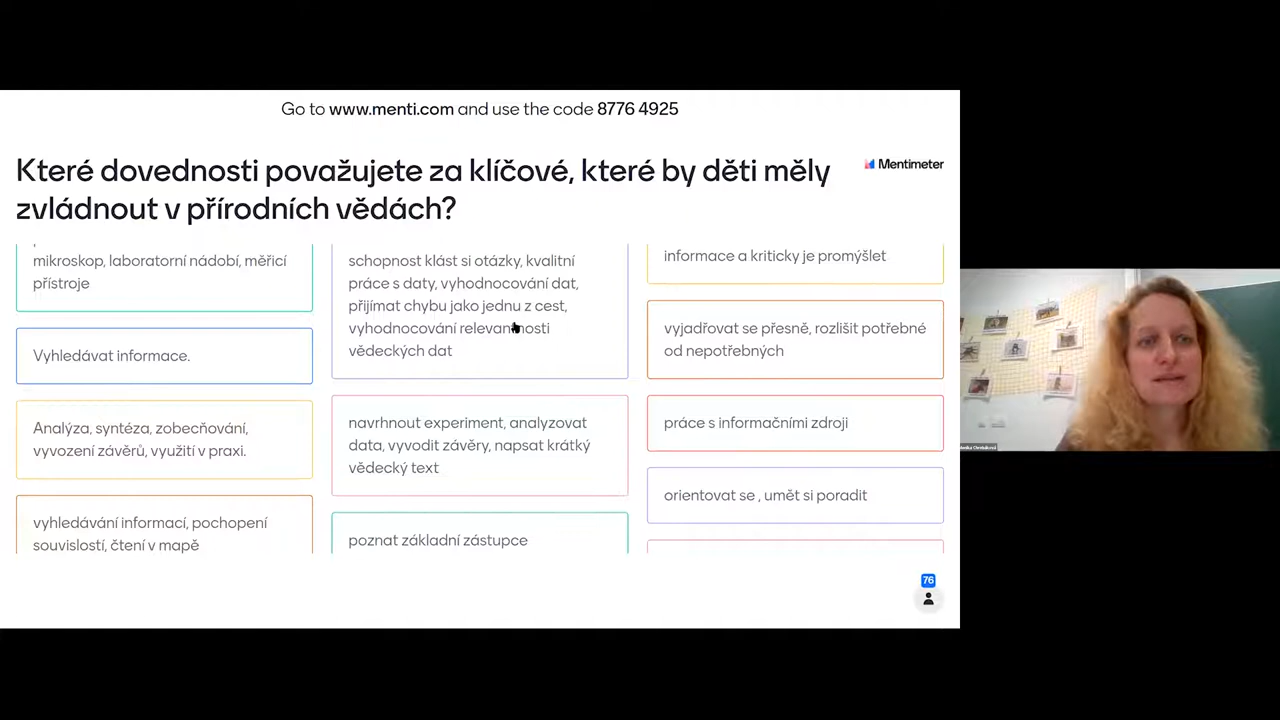 Go to www.menti.com and use the code 8776 4925
Které dovednosti považujete za klíčové, které by děti měly
zvládnout v přírodních vědách?
Mentimeter
mikroskop, laboratorní nádobí, měřicí
přístroje
Vyhledávat informace.
Analýza, syntéza, zobecňování,
vyvození závěrů, využití v praxi.
vyhledávání informací, pochopení
souvislostí, čtení v mapě
schopnost klást si otázky, kvalitní
práce s daty, vyhodnocování dat,
přijímat chybu jako jednu z cest,
vyhodnocování relevantnosti
vědeckých dat
navrhnout experiment, analyzovat
data, vyvodit závěry, napsat krátký
vědecký text
poznat základní zástupce
informace a kriticky je promýšlet
vyjadřovat se přesně, rozlišit potřebné
od nepotřebných
práce s informačními zdroji
orientovat se , umět si poradit
76